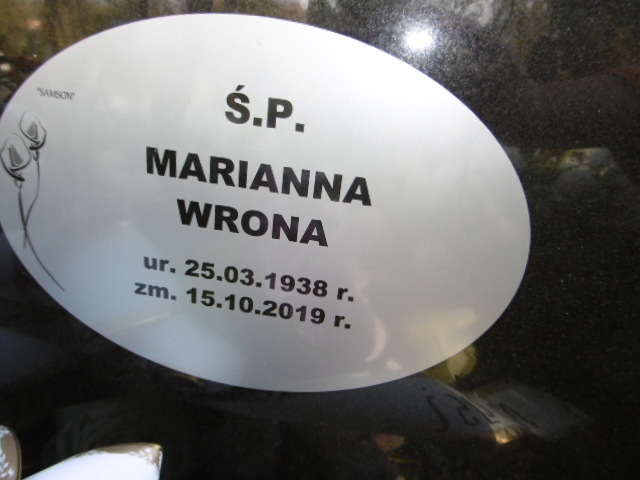 "SAMSON"
Ś.P.
MARIANNA
WRONA
ur. 25.03.1938 r.
zm. 15.10.2019 r.